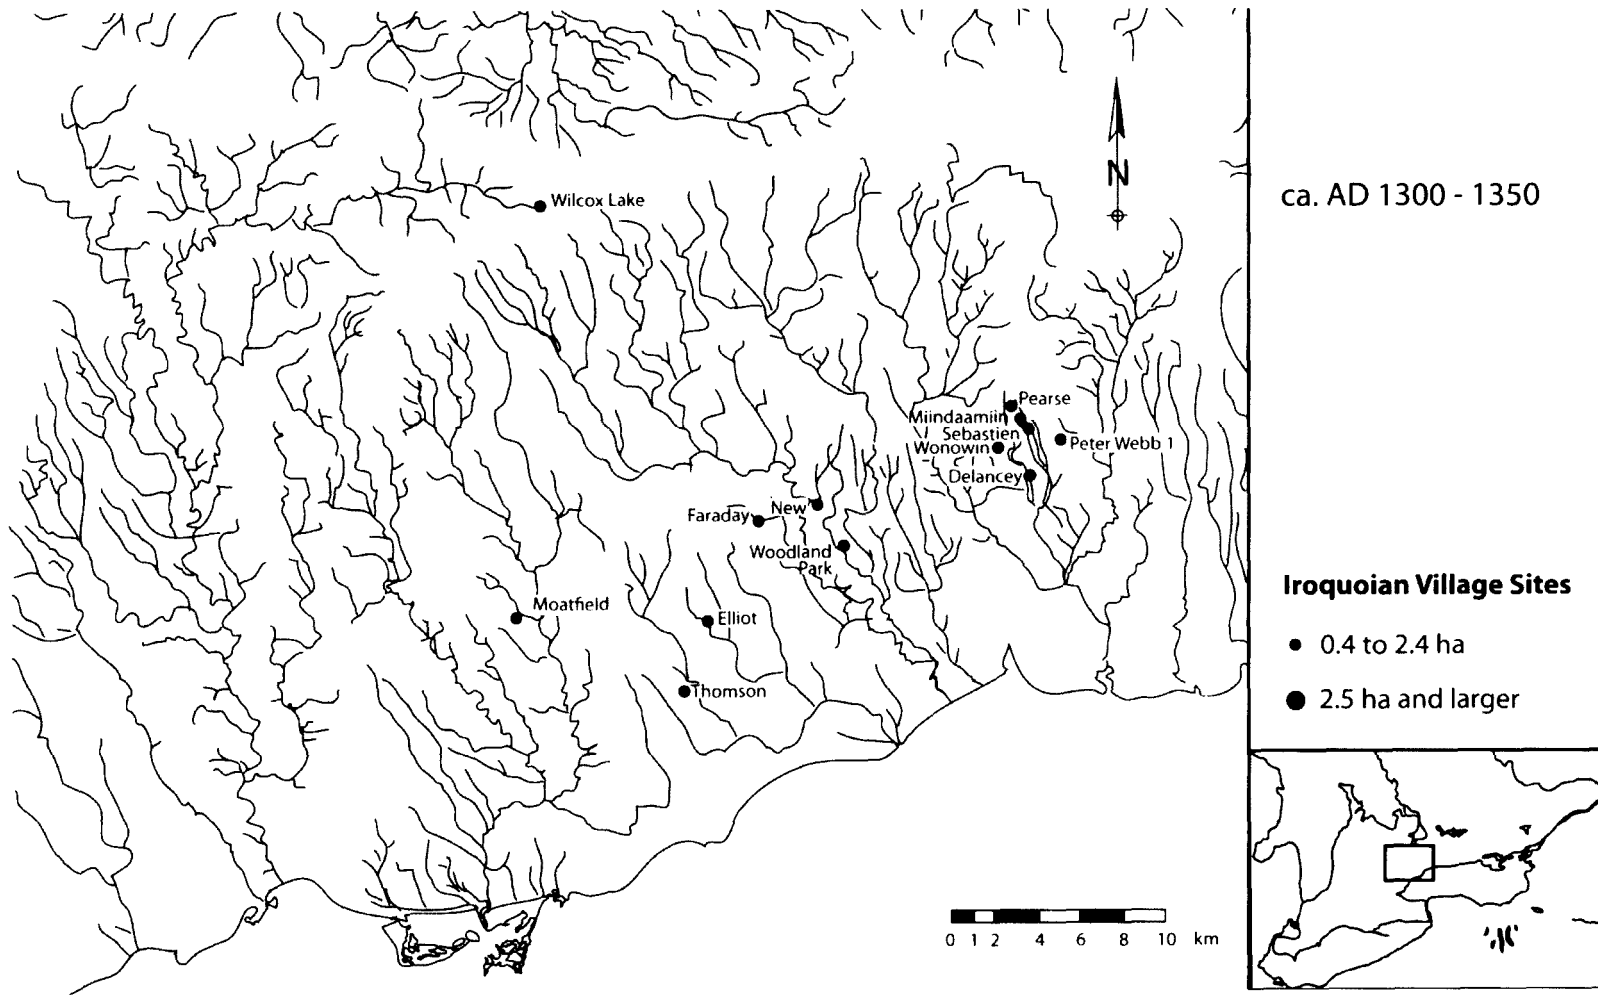 N
Wilcox Lake
ca. AD 1300 - 1350
Pearse
Miindaamiin
Sebastien
Peter Webb 1
Wonowin
Delancey
New
Faraday
Woodland
Park
Moatfield
Elliot
Thomson
Iroquoian Village Sites
0.4 to 2.4 ha
2.5 ha and larger
0 1 2 4 6 8 10 km